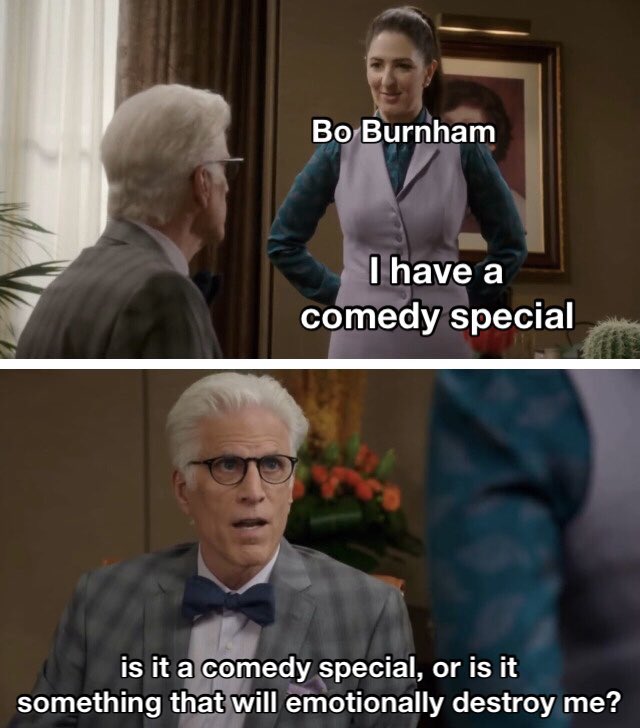 Bo Burnham
I have a
comedy special
is it a comedy special, or is it
something that will emotionally destroy me?